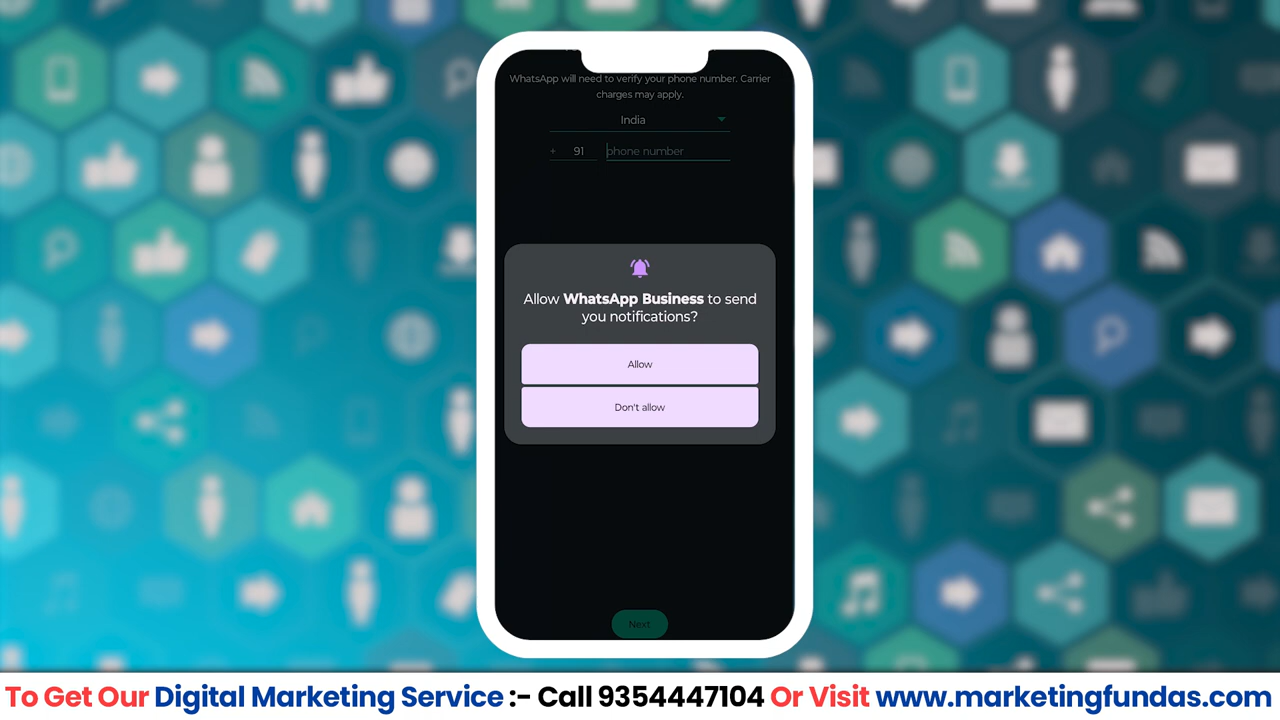 WhatsApp will need to verify your phone number. Carrier
charges may apply.
India
+ 91 phone number
Allow WhatsApp Business to send
you notifications?
Allow
Don't allow
Next
To Get Our Digital Marketing Service :- Call 9354447104 Or Visit www.marketingfundas.com